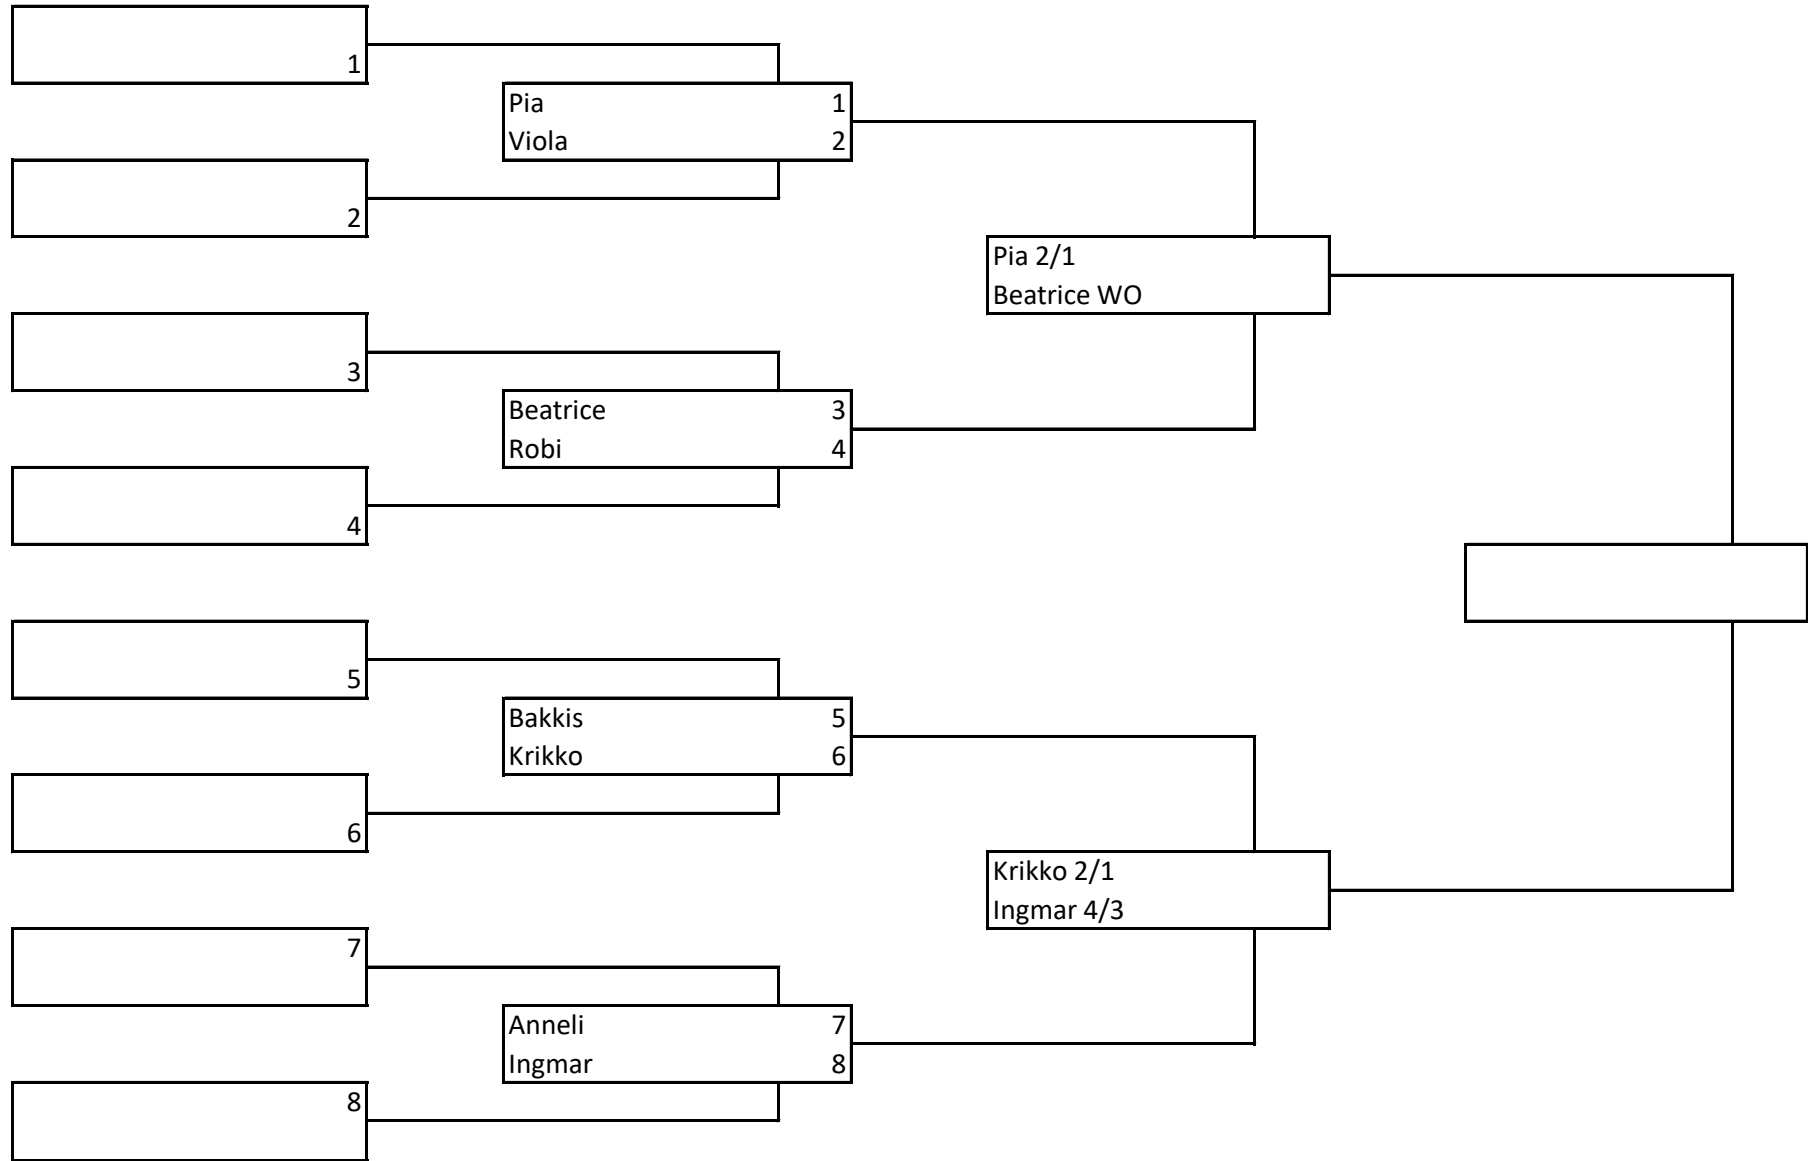 1
Pia 1
Viola 2
2
Pia 2/1
Beatrice WO
3
Beatrice 3
Robi 4
4
5
Bakkis 5
Krikko 6
6
Krikko 2/1
Ingmar 4/3
7
Anneli 7
Ingmar 8
8